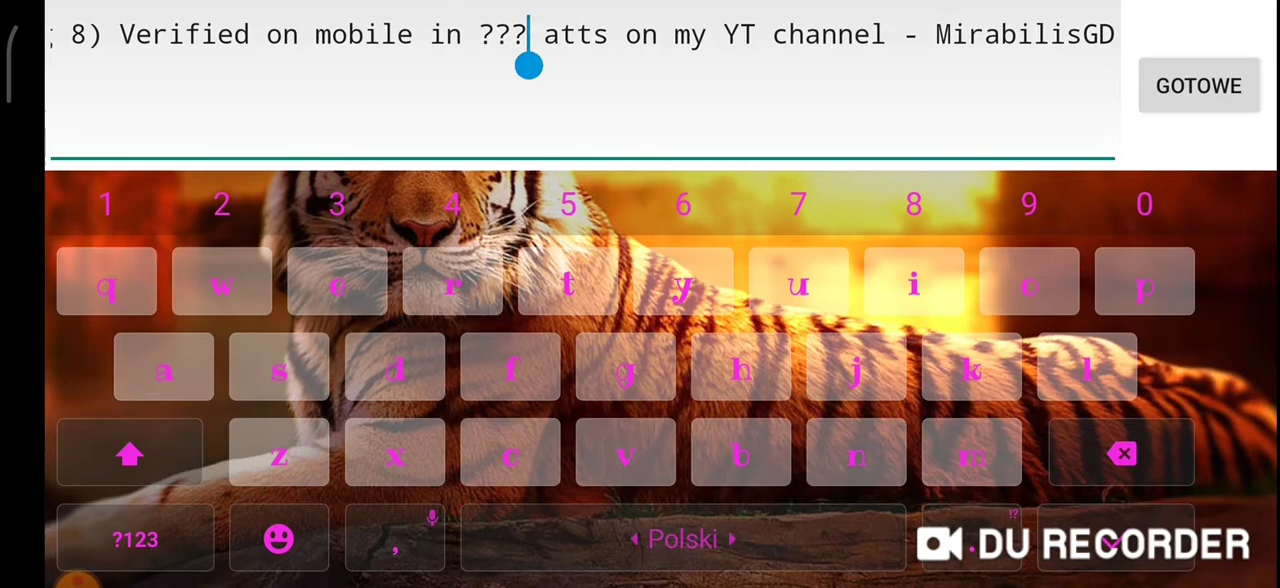 8) Verified on mobile in ??? atts on my YT channel - MirabilisGD
GOTOWE
1 2 3 4 5 6 7 8 9 0
q w e r t y u i o p
a s d f g h j k l
z x c v b n m
!?
?123 , Polski .
DU RECORDER